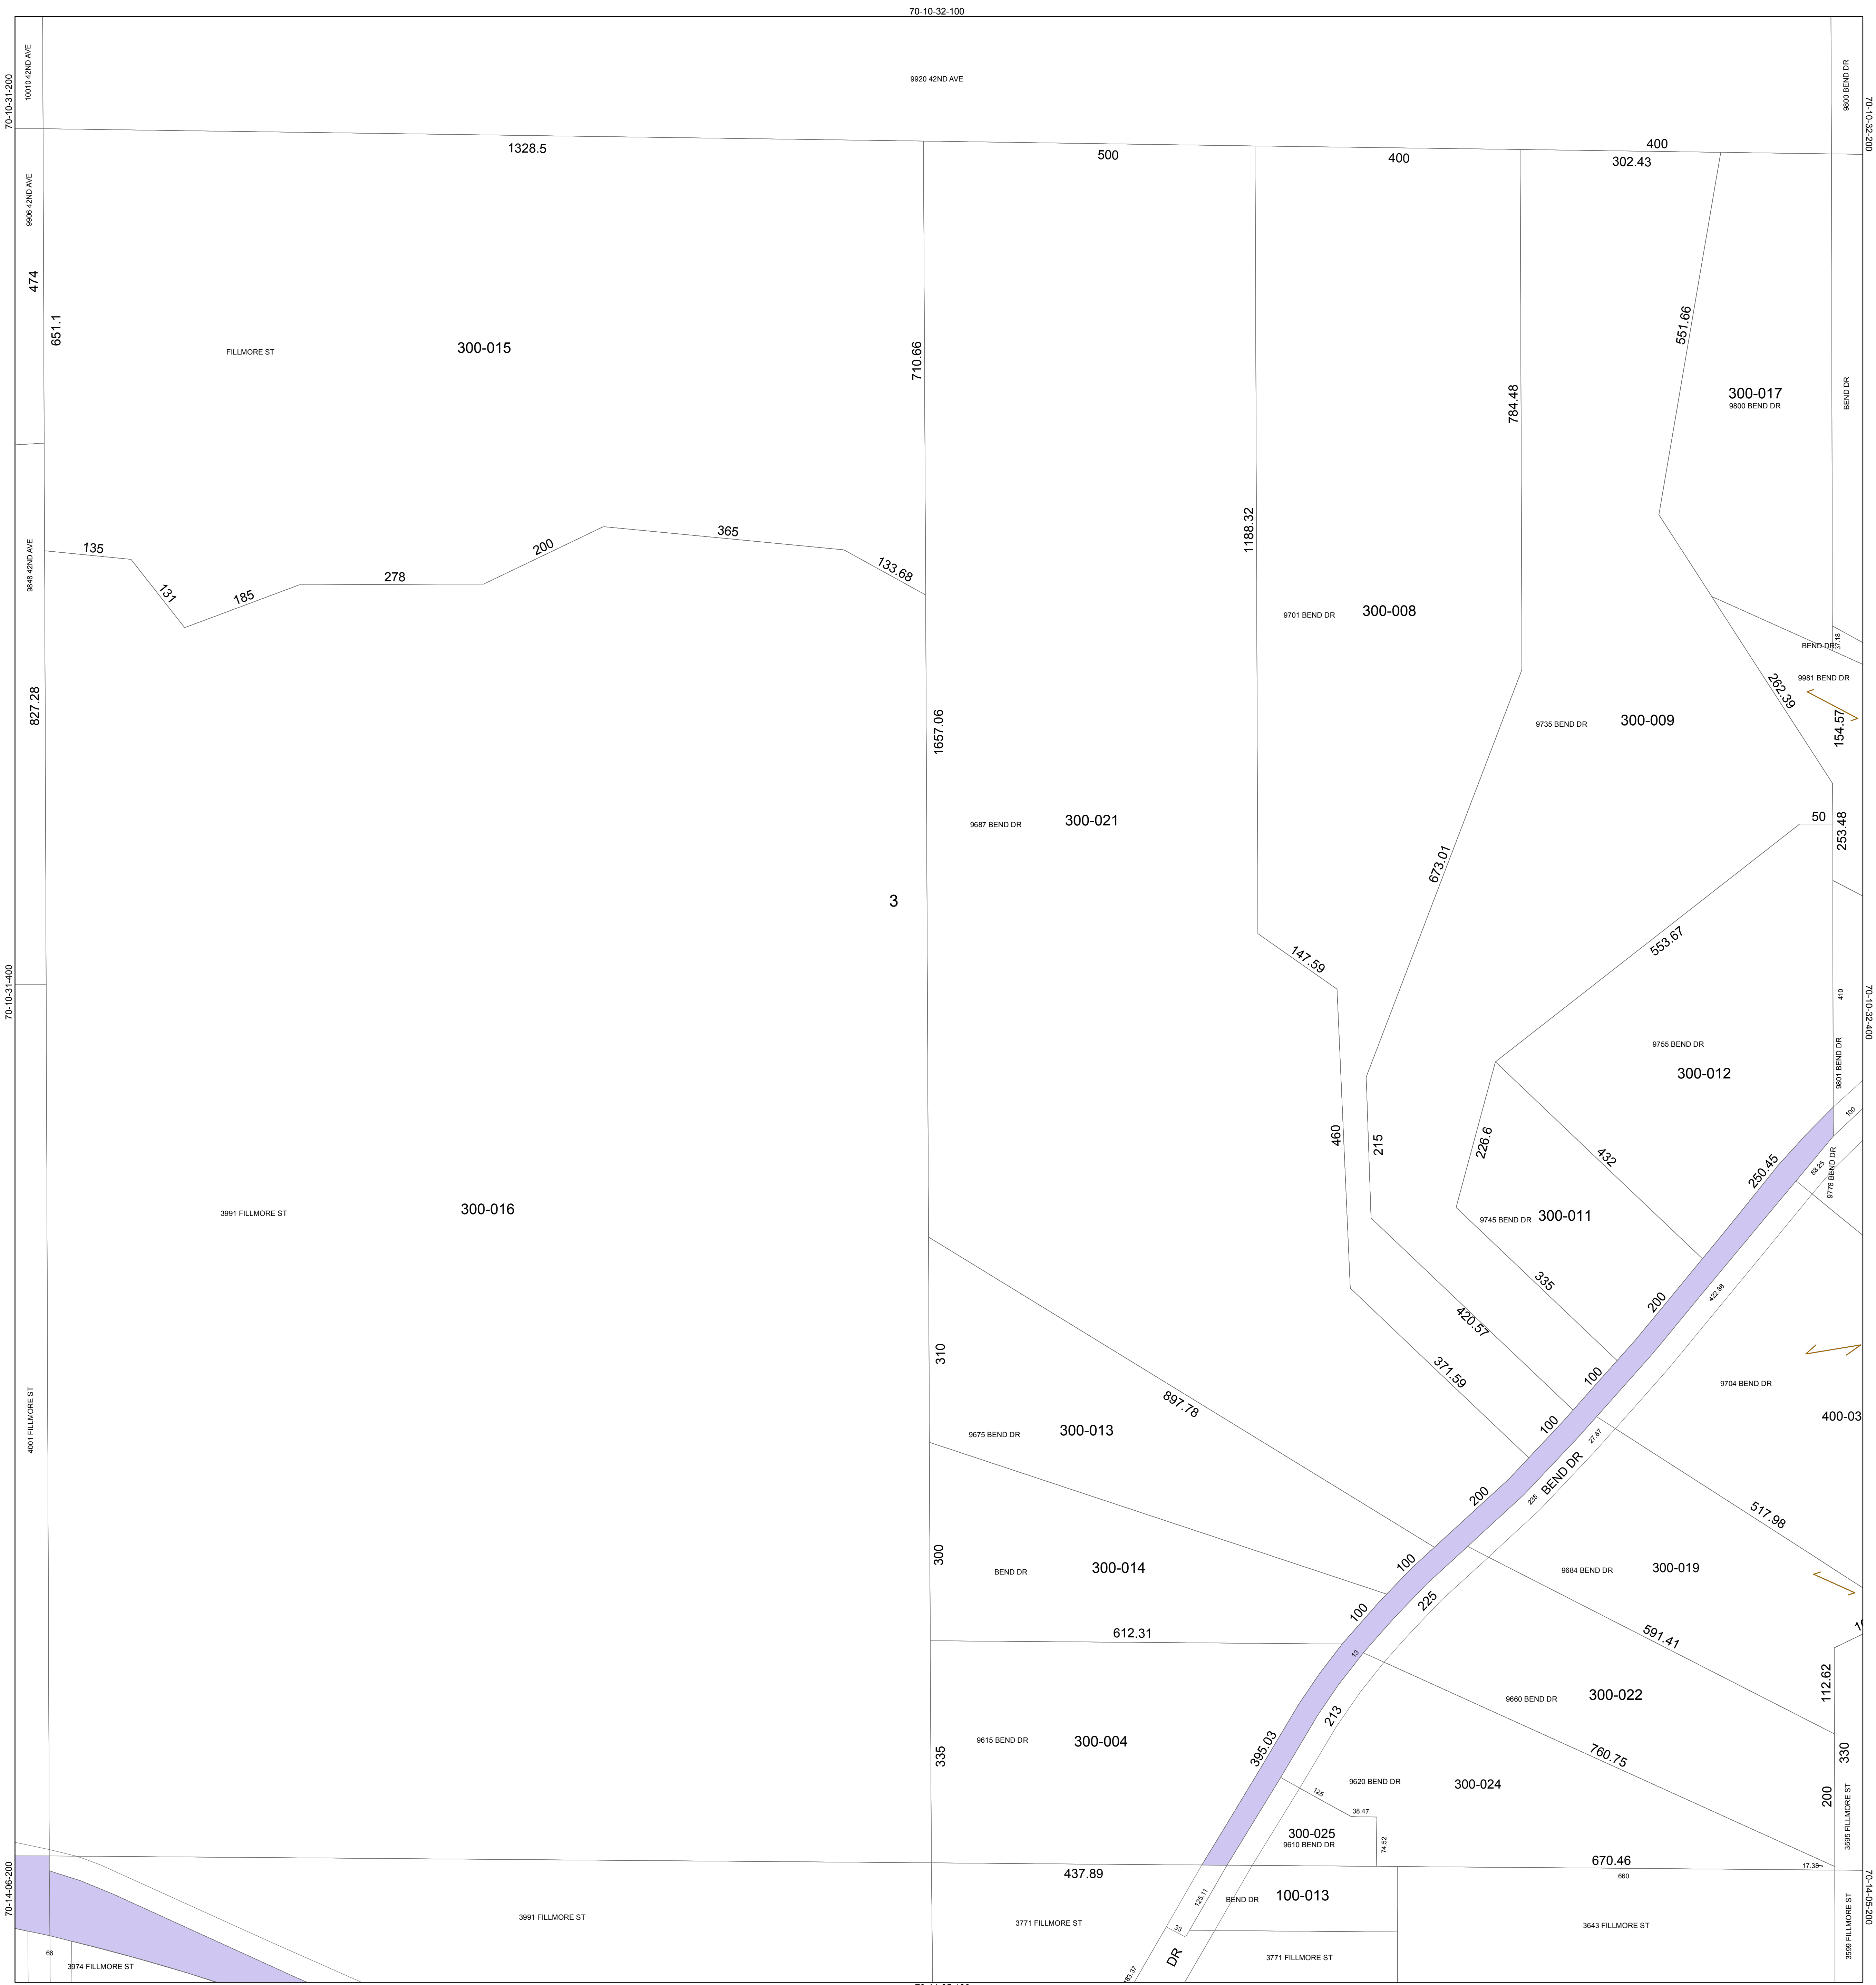 70-10-32-100
10010 42ND AVE
9920 42ND AVE
9800 BEND DR
70-10-31-200
70-10-32-200
1328.5
500
400
400
302.43
9906 42ND AVE
474
651.1
FILLMORE ST
300-015
710.66
784.48
551.66
300-017
9800 BEND DR
BEND DR
9848 42ND AVE
135
131
185
278
200
365
133.68
1188.32
9701 BEND DR
300-008
BEND DR
37.18
9981 BEND DR
262.39
154.57
827.28
1657.06
9735 BEND DR
300-009
9687 BEND DR
300-021
50
253.48
673.01
3
553.67
147.59
70-10-31-400
70-10-32-400
410
9755 BEND DR
300-012
9801 BEND DR
100
460
215
226.6
432
250.45
88.25
9778 BEND DR
3991 FILLMORE ST
300-016
9745 BEND DR
300-011
335
200
422.88
420.57
310
371.59
100
9704 BEND DR
897.78
400-03
4001 FILLMORE ST
9675 BEND DR
300-013
100
27.87
BEND DR
200
235
517.98
300
BEND DR
300-014
100
9684 BEND DR
300-019
100
225
612.31
13
591.41
112.62
9660 BEND DR
300-022
213
9615 BEND DR
300-004
335
395.03
760.75
330
9620 BEND DR
300-024
125
38.47
200
3595 FILLMORE ST
300-025
9610 BEND DR
74.52
670.46
17.38
437.89
660
70-14-06-200
70-14-05-200
125.11
BEND DR
100-013
3991 FILLMORE ST
3771 FILLMORE ST
33
3643 FILLMORE ST
3599 FILLMORE ST
66
3974 FILLMORE ST
DR
3771 FILLMORE ST
183.37